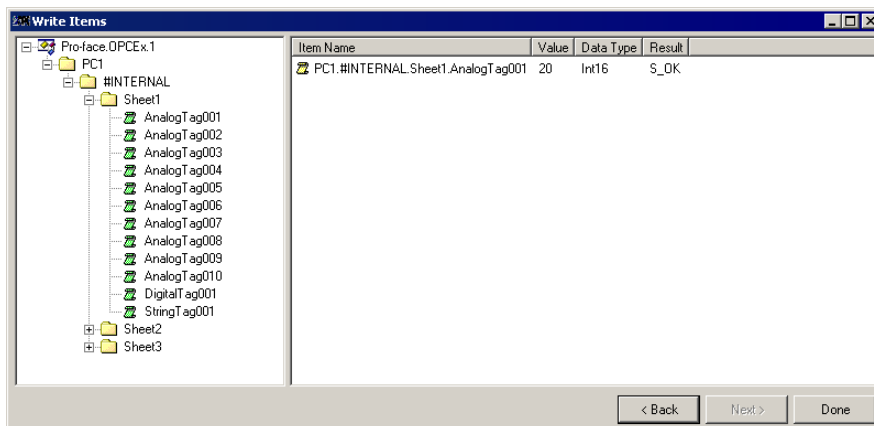 Write Items
Pro-face.OPCEx.1
PC1
#INTERNAL
Sheet1
AnalogTag001
AnalogTag002
AnalogTag003
AnalogTag004
AnalogTag005
AnalogTag006
AnalogTag007
AnalogTag008
AnalogTag009
AnalogTag010
DigitalTag001
StringTag001
Sheet2
Sheet3
Item Name Value Data Type Result
PC1.#INTERNAL.Sheet1.AnalogTag001 20 Int16 S_OK
< Back Next > Done